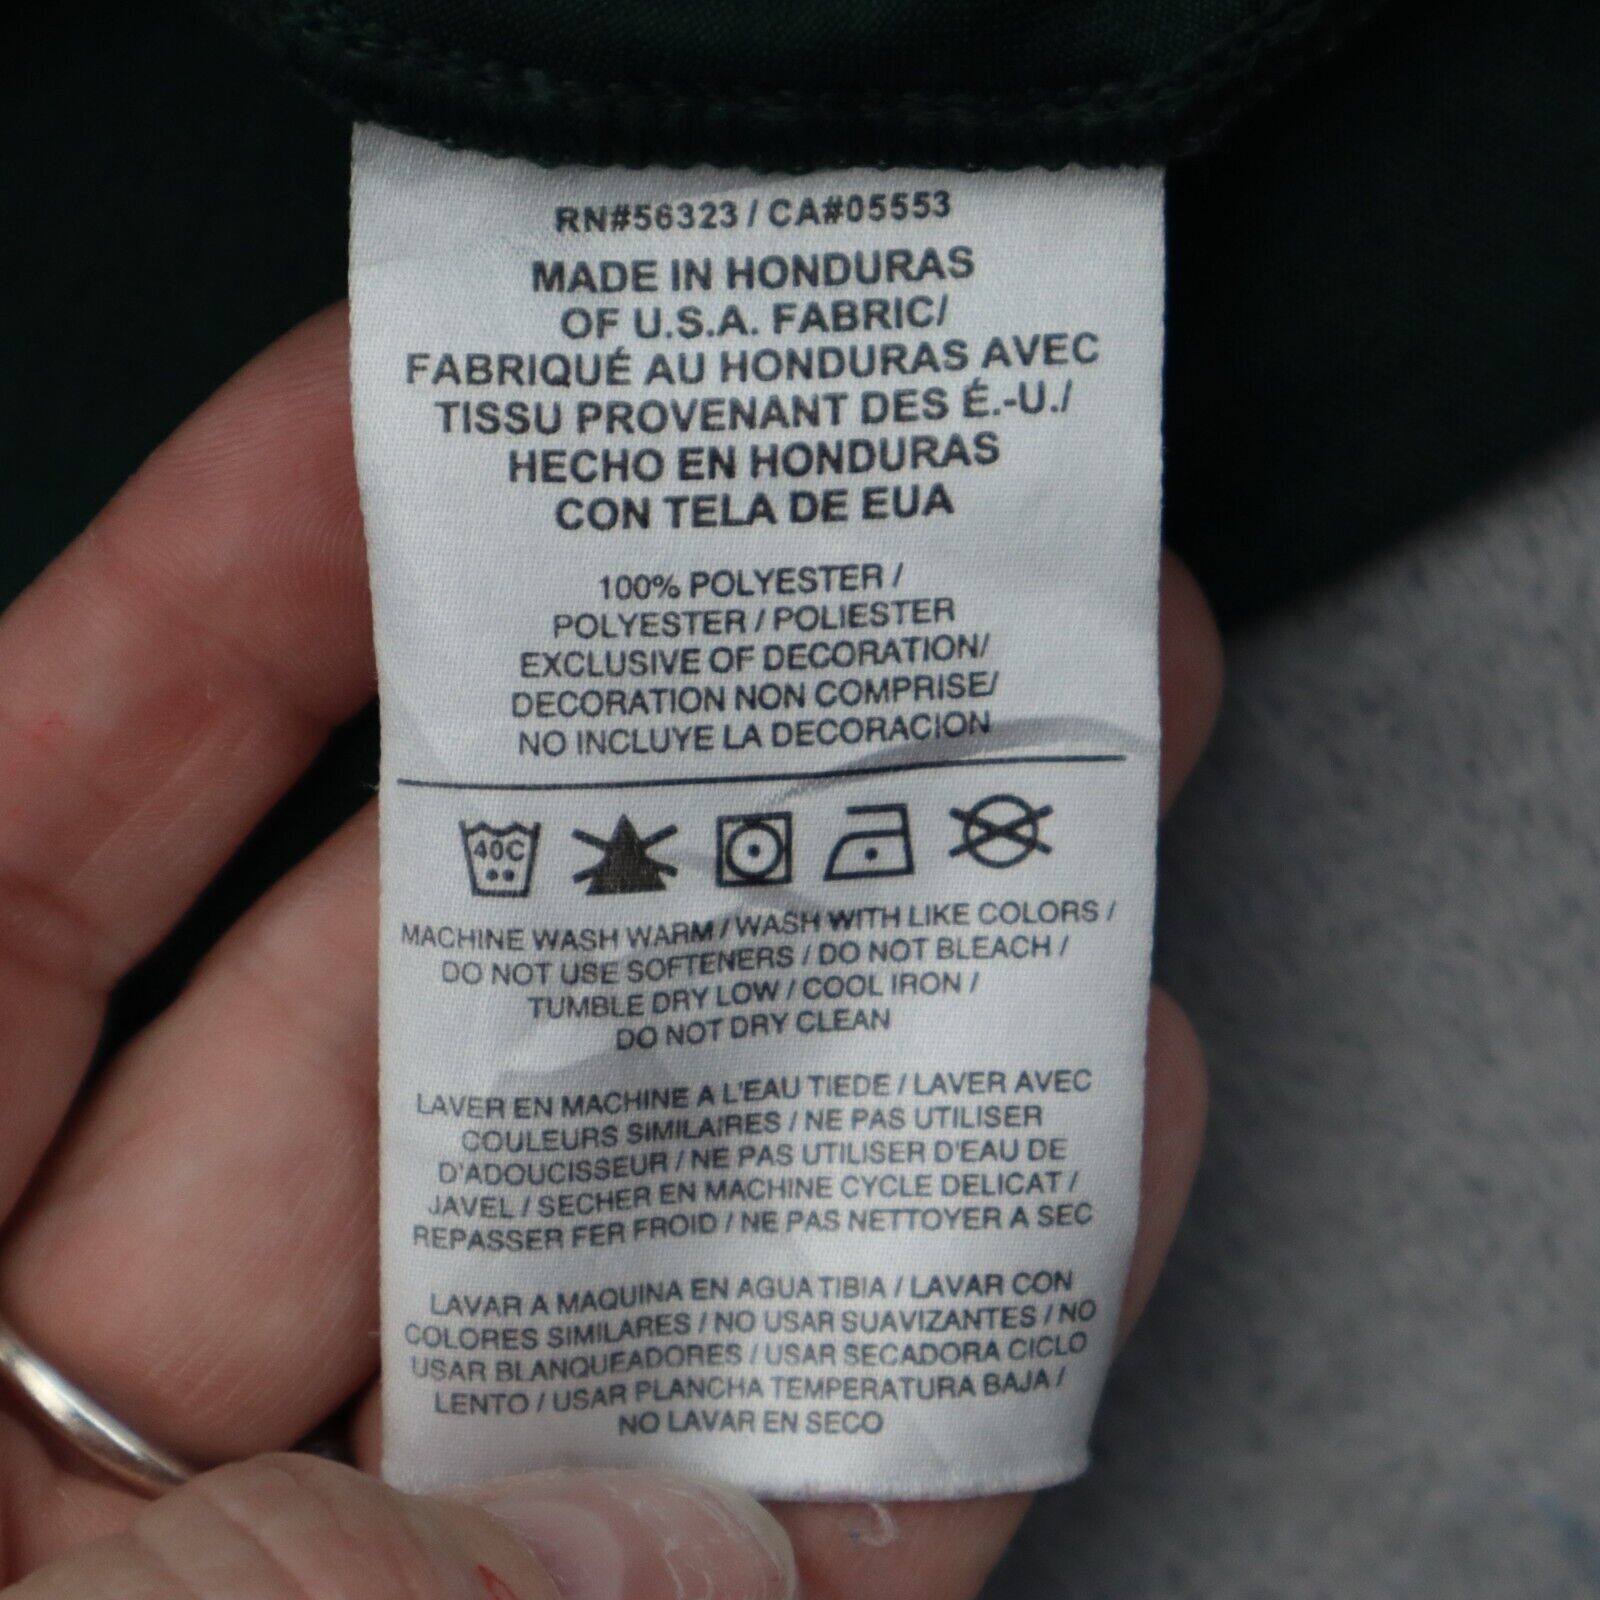 RN#56323 / CA#05553
MADE IN HONDURAS
OF U.S.A. FABRIC/
FABRIQUÉ AU HONDURAS AVEC
TISSU PROVENANT DES É.-U./
HECHO EN HONDURAS
CON TELA DE EUA
100% POLYESTER /
POLYESTER / POLIESTER
EXCLUSIVE OF DECORATION/
DECORATION NON COMPRISE/
NO INCLUYE LA DECORACION
40C
MACHINE WASH WARM / WASH WITH LIKE COLORS /
DO NOT USE SOFTENERS / DO NOT BLEACH /
TUMBLE DRY LOW / COOL IRON /
DO NOT DRY CLEAN
LAVER EN MACHINE A L'EAU TIEDE / LAVER AVEC
COULEURS SIMILAIRES / NE PAS UTILISER
D'ADOUCISSEUR / NE PAS UTILISER D'EAU DE
JAVEL / SECHER EN MACHINE CYCLE DELICAT /
REPASSER FER FROID / NE PAS NETTOYER A SEC
LAVAR A MAQUINA EN AGUA TIBIA / LAVAR CON
COLORES SIMILARES / NO USAR SUAVIZANTES / NO
USAR BLANQUEADORES / USAR SECADORA CICLO
LENTO / USAR PLANCHA TEMPERATURA BAJA /
NO LAVAR EN SECO